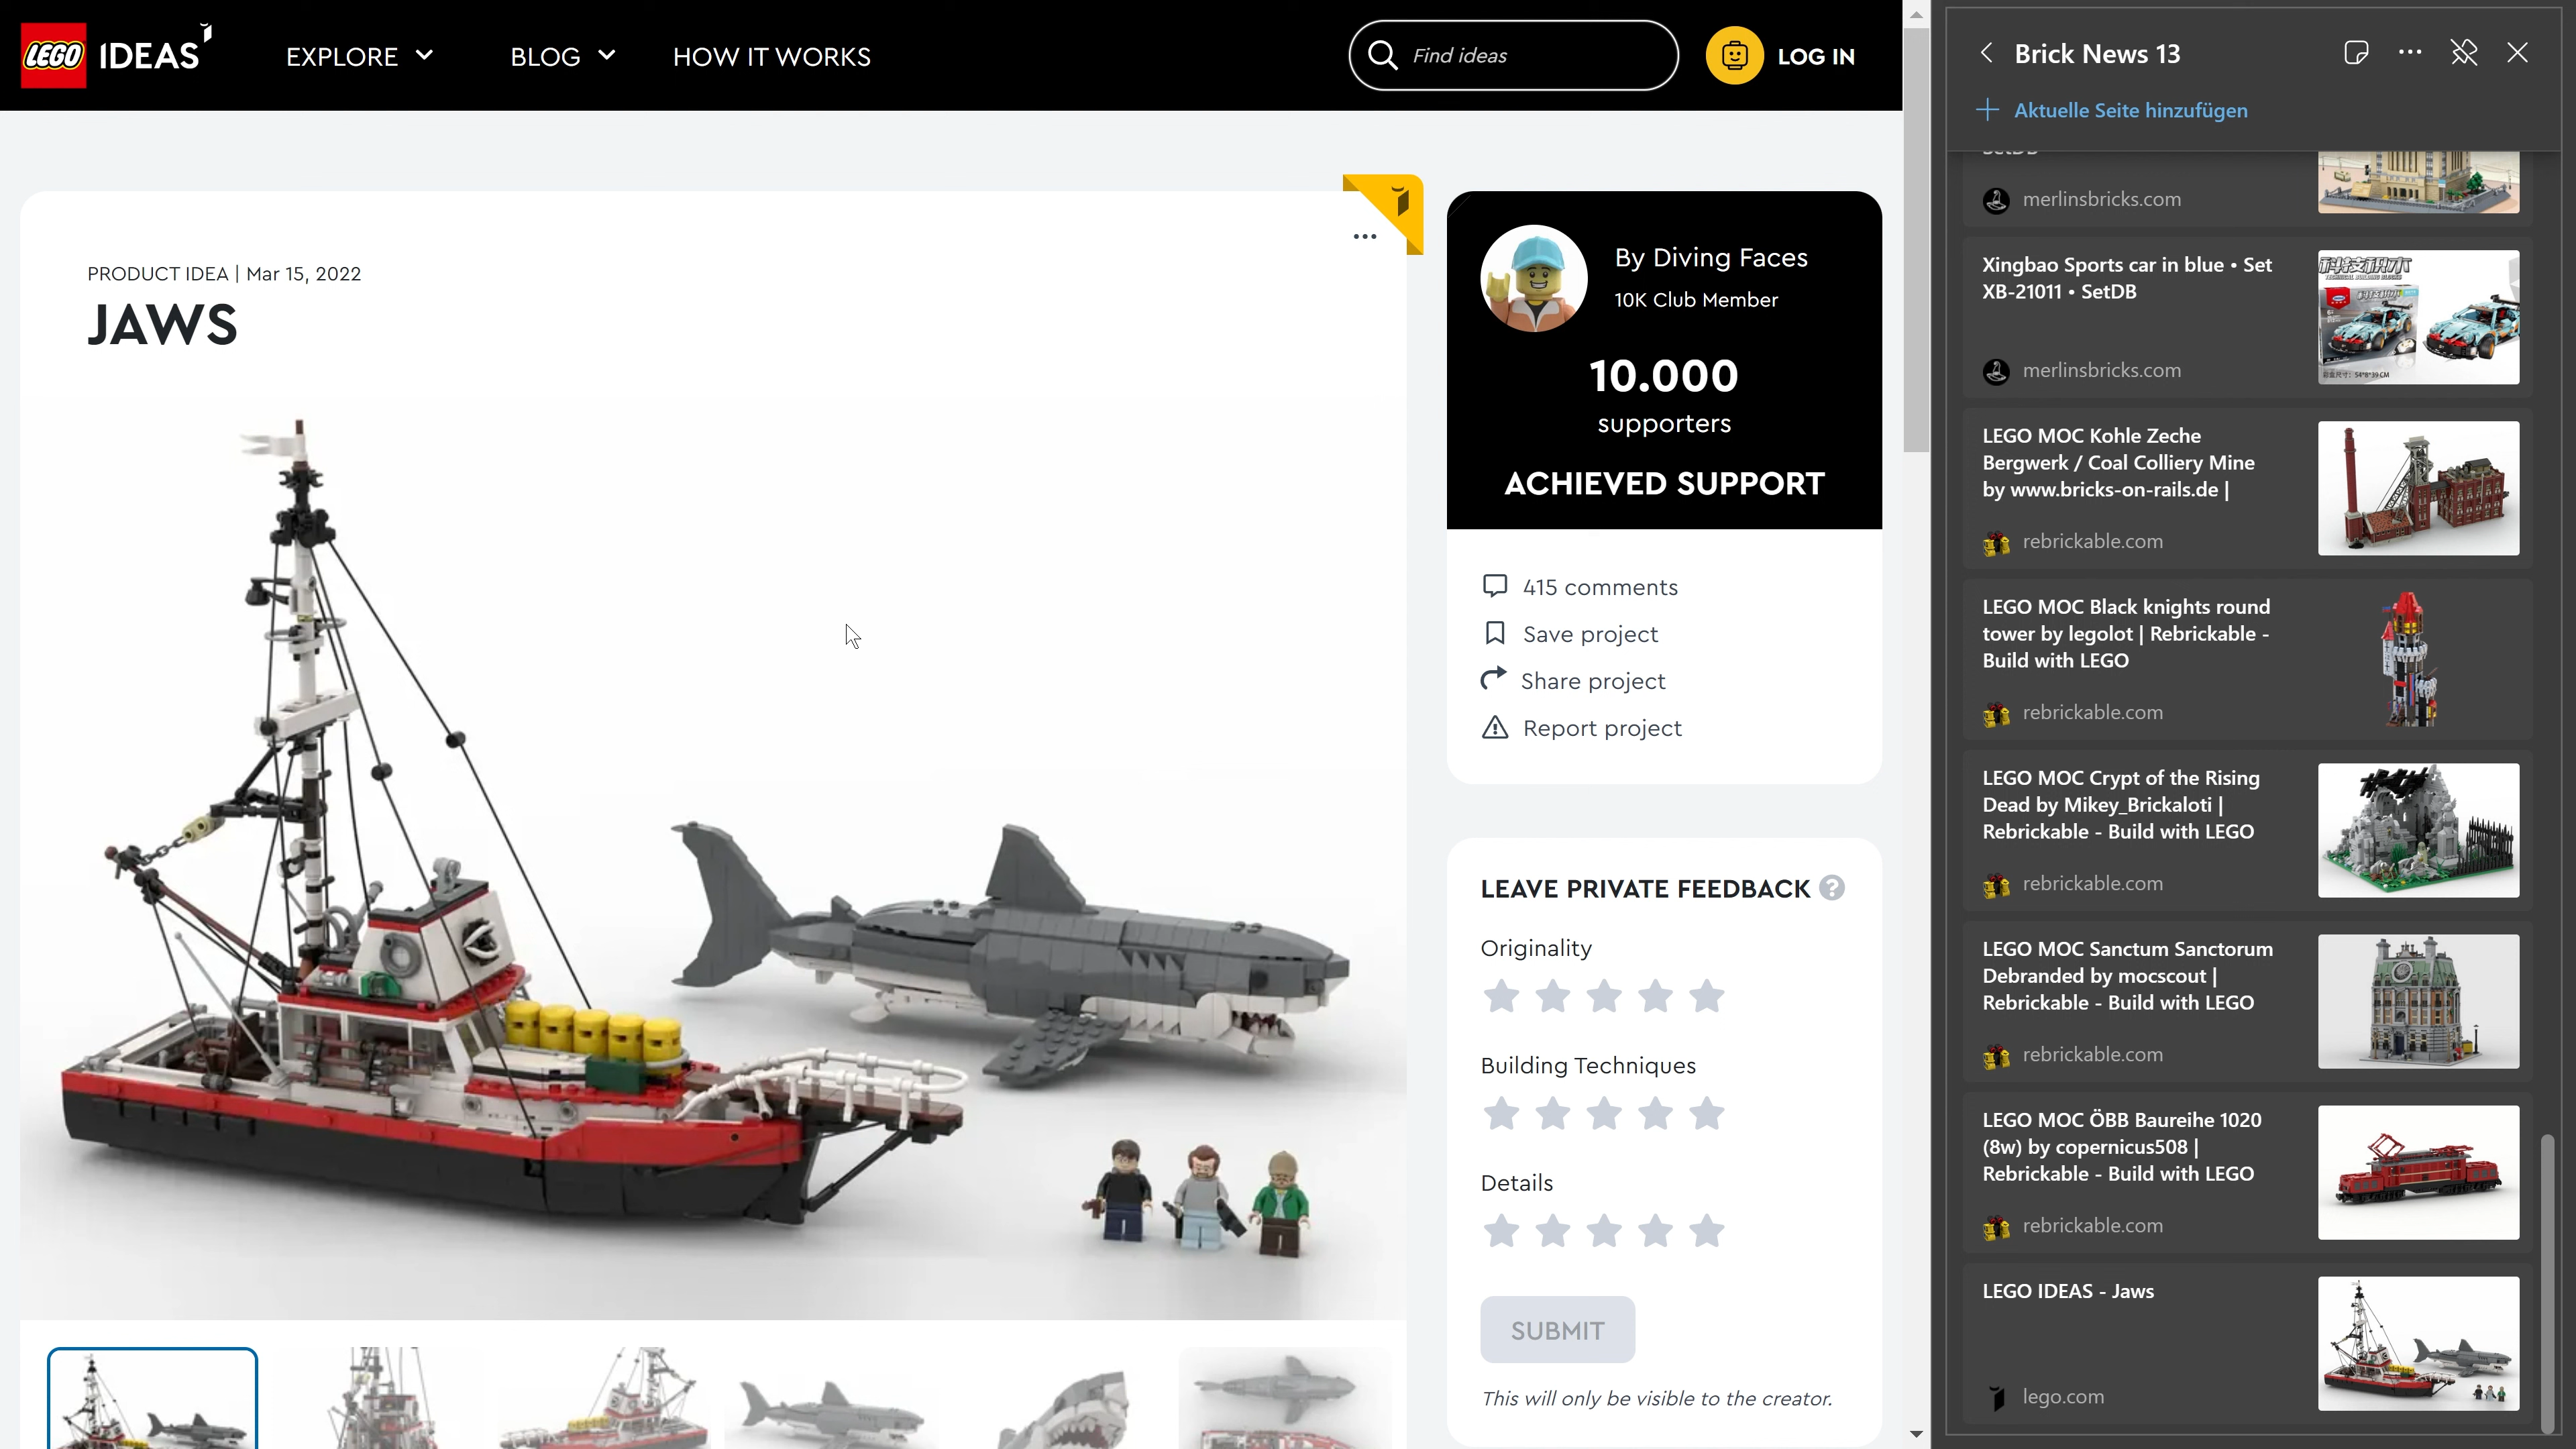 LEGO IDEAS
EXPLORE
BLOG
HOW IT WORKS
Find ideas
LOG IN
PRODUCT IDEA | Mar 15, 2022
JAWS
By Diving Faces
10K Club Member
10.000
supporters
ACHIEVED SUPPORT
415 comments
Save project
Share project
Report project
LEAVE PRIVATE FEEDBACK ?
Originality
Building Techniques
Details
SUBMIT
This will only be visible to the creator.
Brick News 13
Aktuelle Seite hinzufügen
SetDB
merlinsbricks.com
Xingbao Sports car in blue • Set
XB-21011 • SetDB
merlinsbricks.com
LEGO MOC Kohle Zeche
Bergwerk / Coal Colliery Mine
by www.bricks-on-rails.de |
rebrickable.com
LEGO MOC Black knights round
tower by legolot | Rebrickable -
Build with LEGO
rebrickable.com
LEGO MOC Crypt of the Rising
Dead by Mikey_Brickaloti |
Rebrickable - Build with LEGO
rebrickable.com
LEGO MOC Sanctum Sanctorum
Debranded by mocscout |
Rebrickable - Build with LEGO
rebrickable.com
LEGO MOC ÖBB Baureihe 1020
(8w) by copernicus508 |
Rebrickable - Build with LEGO
rebrickable.com
LEGO IDEAS - Jaws
lego.com